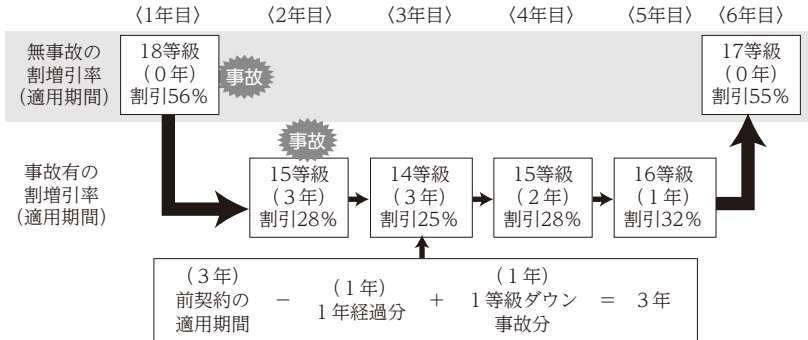 〈1年目〉 〈2年目〉 〈3年目〉 〈4年目〉 〈5年目〉 〈6年目〉
無事故の
割増引率
(適用期間)
18等級
(0年)
割引56%
事故
17等級
(0年)
割引55%
事故
事故有の
割増引率
(適用期間)
15等級
(3年)
割引28%
14等級
(3年)
割引25%
15等級
(2年)
割引28%
16等級
(1年)
割引32%
(3年)
前契約の
適用期間
−
(1年)
1年経過分
+
(1年)
1等級ダウン
事故分
= 3年